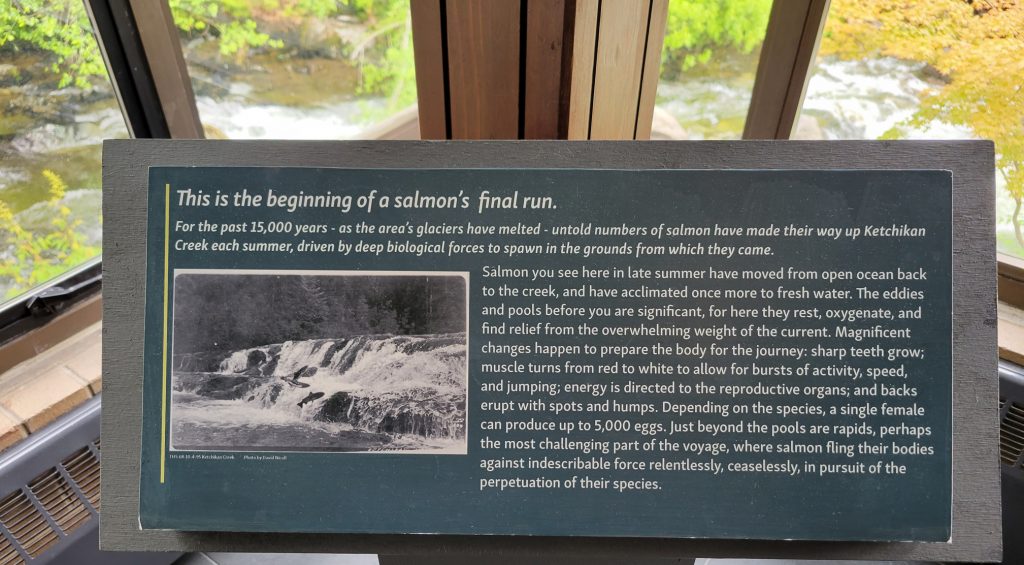 This is the beginning of a salmon's final run.
For the past 15,000 years - as the area's glaciers have melted - untold numbers of salmon have made their way up Ketchikan
Creek each summer, driven by deep biological forces to spawn in the grounds from which they came.
Salmon you see here in late summer have moved from open ocean back
to the creek, and have acclimated once more to fresh water. The eddies
and pools before you are significant, for here they rest, oxygenate, and
find relief from the overwhelming weight of the current. Magnificent
changes happen to prepare the body for the journey: sharp teeth grow;
muscle turns from red to white to allow for bursts of activity, speed,
and jumping; energy is directed to the reproductive organs; and backs
erupt with spots and humps. Depending on the species, a single female
can produce up to 5,000 eggs. Just beyond the pools are rapids, perhaps
the most challenging part of the voyage, where salmon fling their bodies
against indescribable force relentlessly, ceaselessly, in pursuit of the
perpetuation of their species.
Ketchikan Creek Photo by David